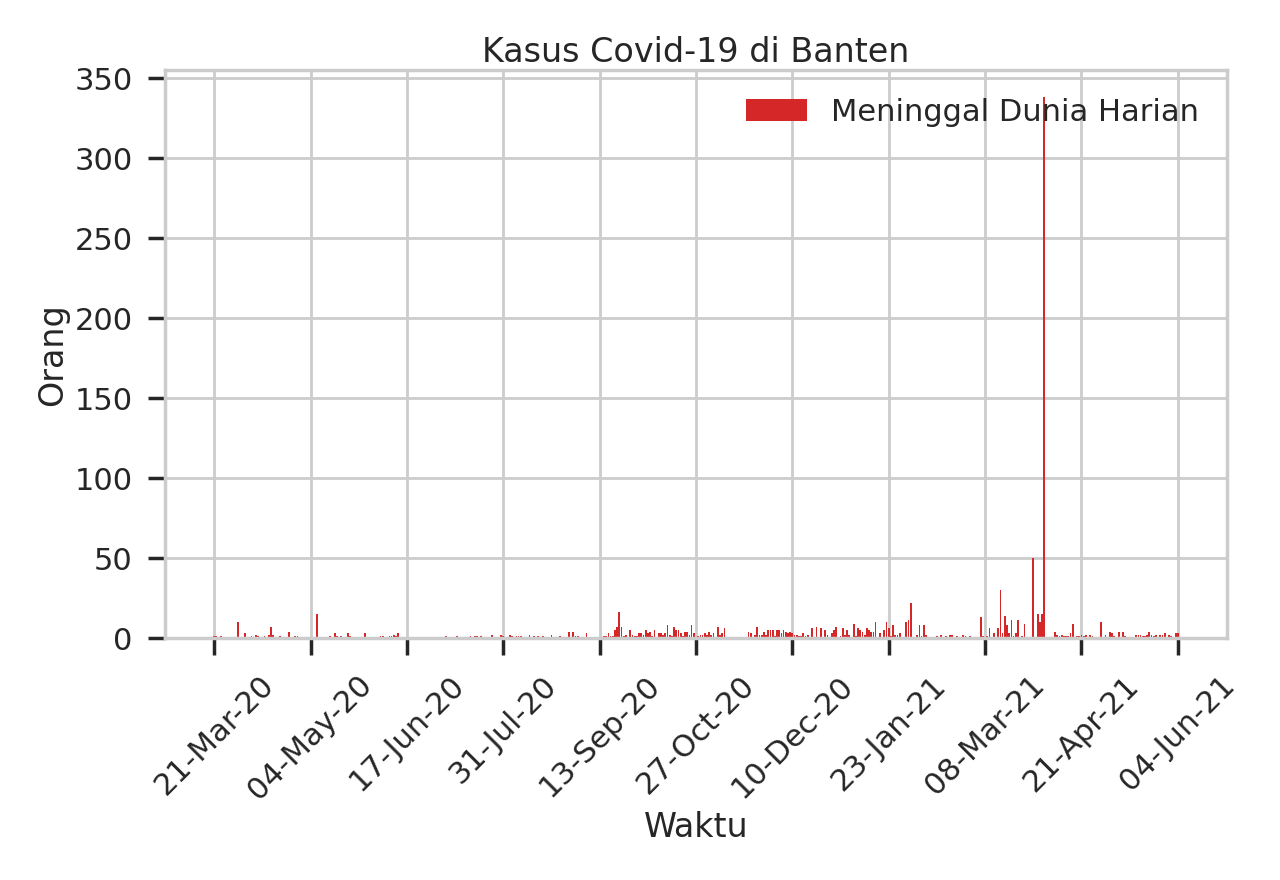 Kasus Covid-19 di Banten
Meninggal Dunia Harian
Orang
350
300
250
200
150
100
50
0
21-Mar-20
04-May-20
17-Jun-20
31-Jul-20
13-Sep-20
27-Oct-20
10-Dec-20
23-Jan-21
08-Mar-21
21-Apr-21
04-Jun-21
Waktu